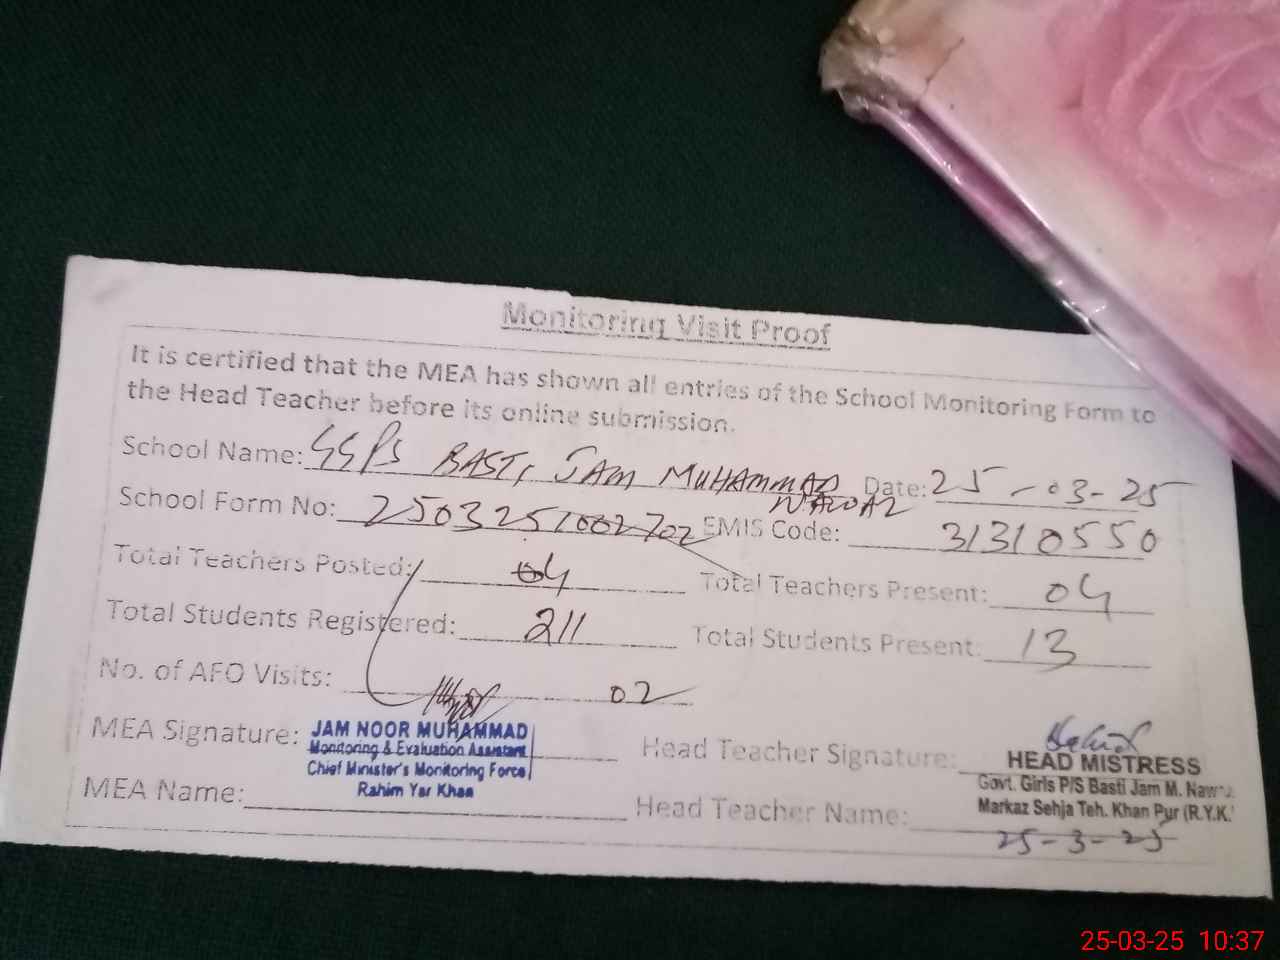 Monitoring Visit Proof
It is certified that the MEA has shown all entries of the School Monitoring Form to
the Head Teacher before its online submission.
School Name: GGPS BASTI JAM MUHAMMAD NAWAZ Date: 25-03-25
School Form No: 2503251002702 EMIS Code: 31310550
Total Teachers Posted: 04 Total Teachers Present: 04
Total Students Registered: 211 Total Students Present: 13
No. of AFO Visits: 02
MEA Signature: Head Teacher Signature:
JAM NOOR MUHAMMAD
Monitoring & Evaluation Assistant
Chief Minister's Monitoring Force
Rahim Yar Khan
HEAD MISTRESS
Govt. Girls P/S Basti Jam M. Nawaz
Markaz Sehja Teh. Khan Pur (R.Y.K.
MEA Name: Head Teacher Name:
25-3-25
25-03-25 10:37